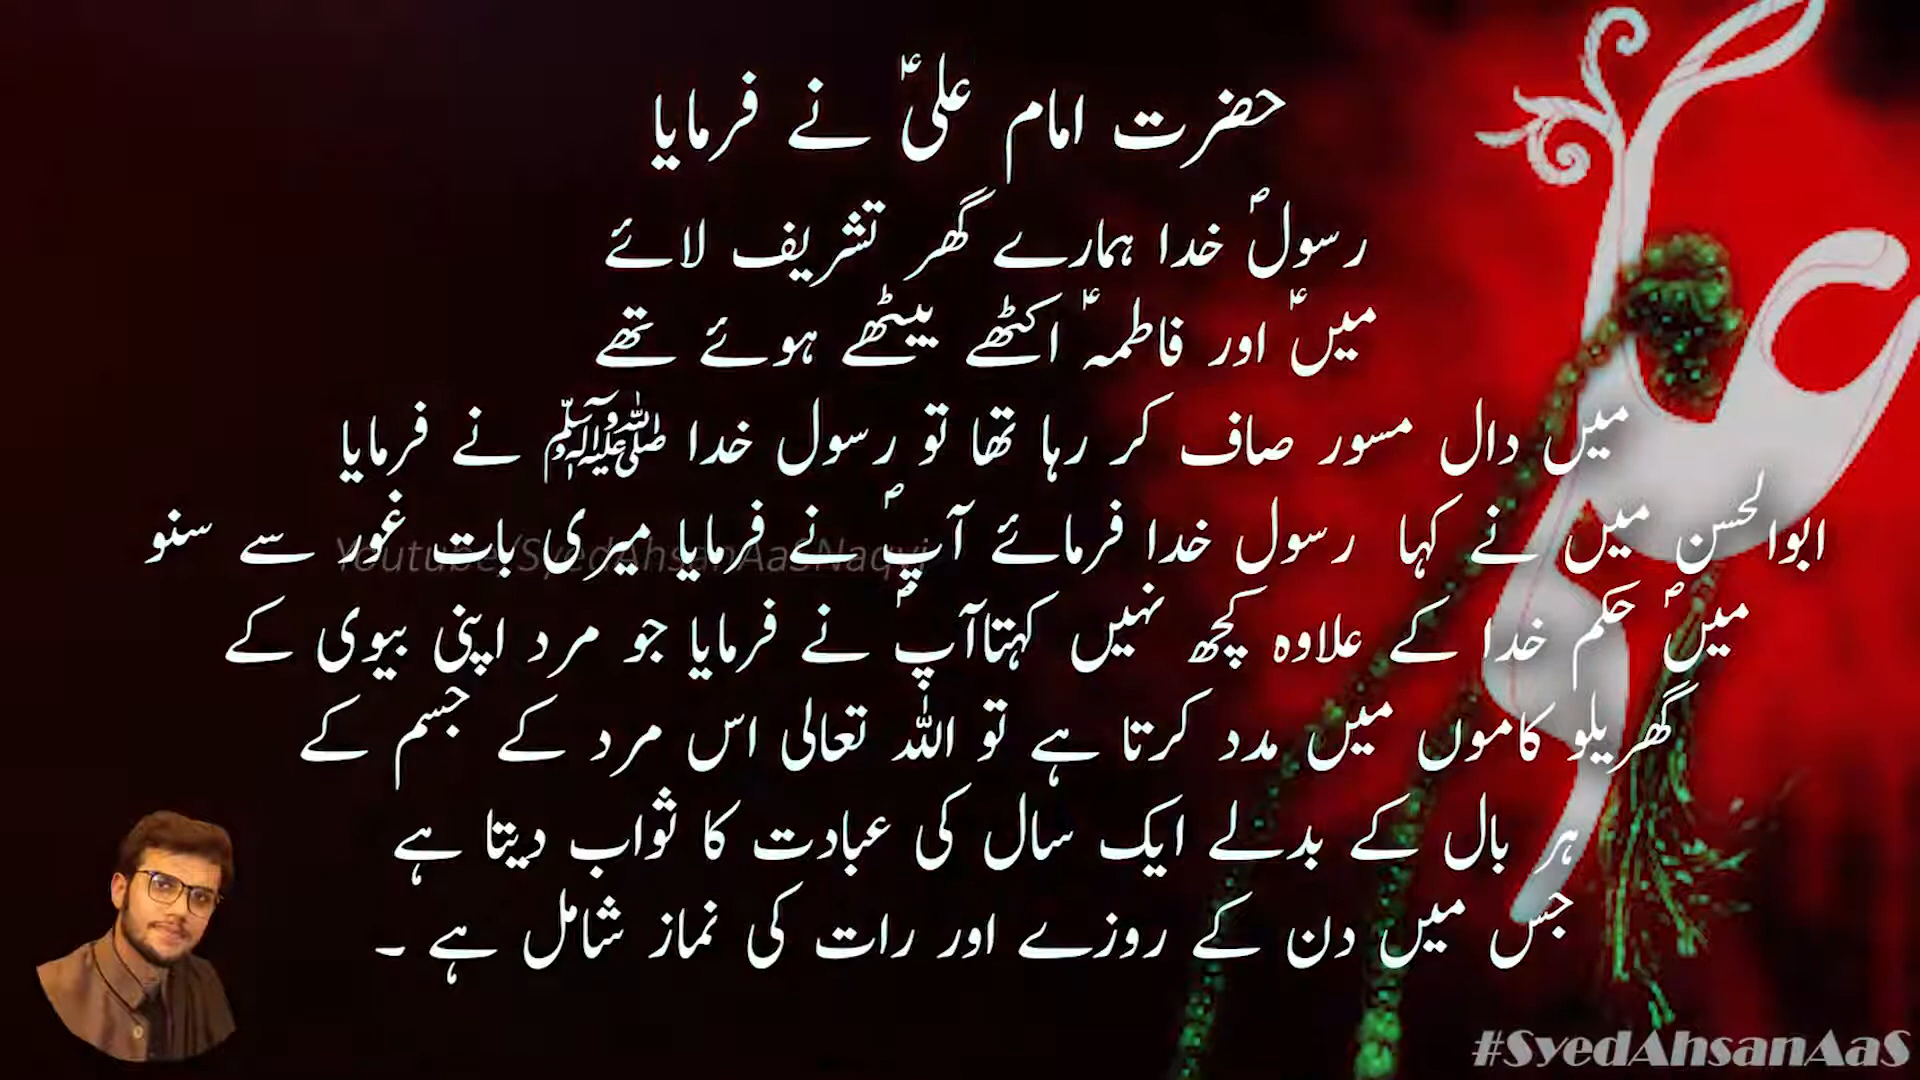 حضرت امام علیؑ نے فرمایا
رسولؐ خدا ہمارے گھر تشریف لائے
میںؑ اور فاطمہؑ اکٹھے بیٹھے ہوئے تھے
میں دال مسور صاف کر رہا تھا تو رسول خدا ﷺ نے فرمایا
ابوالحسن میں نے کہا رسول خدا فرمائے آپؐ نے فرمایا میری بات غور سے سنو
Youtube/SyedAhsanAaSNaqvi
میںؐ حکم خدا کے علاوہ کچھ نہیں کہتاآپؐ نے فرمایا جو مرد اپنی بیوی کے
گھریلو کاموں میں مدد کرتا ہے تو اللہ تعالی اس مرد کے جسم کے
ہر بال کے بدلے ایک سال کی عبادت کا ثواب دیتا ہے
جس میں دن کے روزے اور رات کی نماز شامل ہے ۔
علی
#SyedAhsanAaS